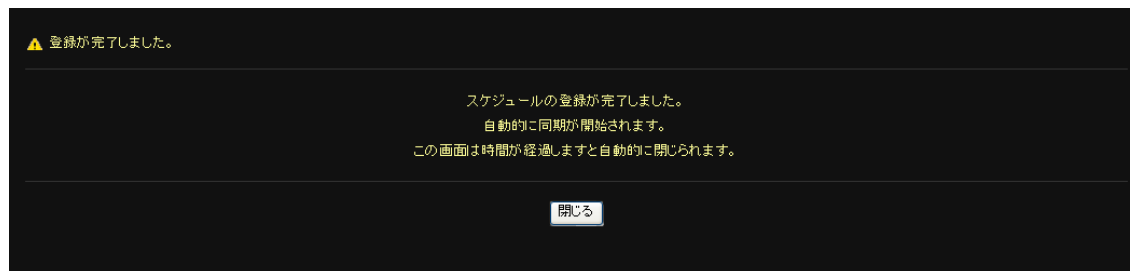 登録が完了しました。
スケジュールの登録が完了しました。
自動的に同期が開始されます。
この画面は時間が経過しますと自動的に閉じられます。
閉じる